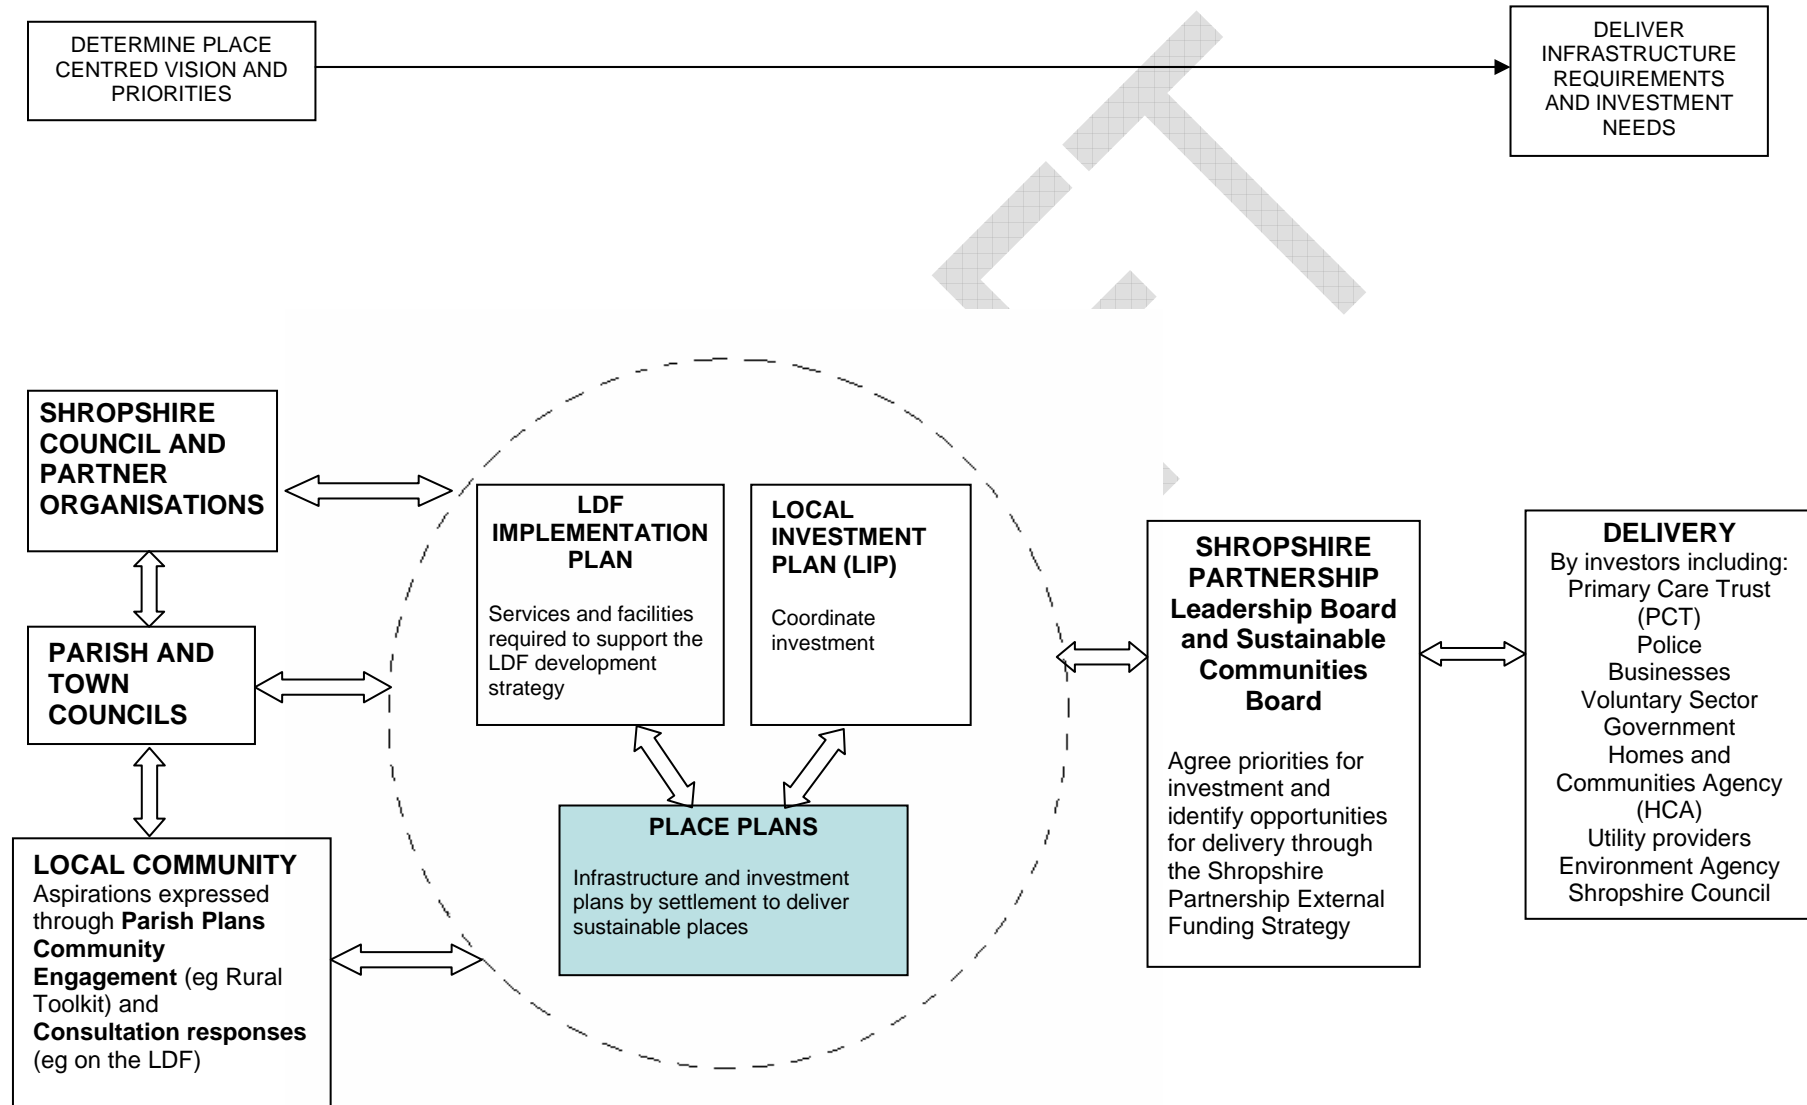 DETERMINE PLACE
CENTRED VISION AND
PRIORITIES
DELIVER
INFRASTRUCTURE
REQUIREMENTS
AND INVESTMENT
NEEDS
SHROPSHIRE
COUNCIL AND
PARTNER
ORGANISATIONS
PARISH AND
TOWN
COUNCILS
LOCAL COMMUNITY
Aspirations expressed
through Parish Plans
Community
Engagement (eg Rural
Toolkit) and
Consultation responses
(eg on the LDF)
LDF
IMPLEMENTATION
PLAN
Services and facilities
required to support the
LDF development
strategy
LOCAL
INVESTMENT
PLAN (LIP)
Coordinate
investment
PLACE PLANS
Infrastructure and investment
plans by settlement to deliver
sustainable places
SHROPSHIRE
PARTNERSHIP
Leadership Board
and Sustainable
Communities
Board
Agree priorities for
investment and
identify opportunities
for delivery through
the Shropshire
Partnership External
Funding Strategy
DELIVERY
By investors including:
Primary Care Trust
(PCT)
Police
Businesses
Voluntary Sector
Government
Homes and
Communities Agency
(HCA)
Utility providers
Environment Agency
Shropshire Council